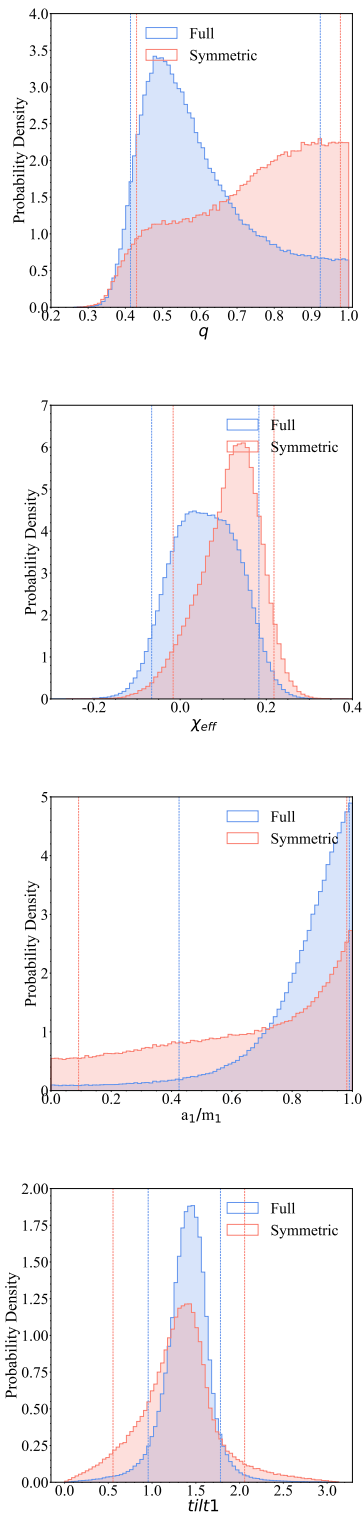 4.0
3.5
3.0
2.5
2.0
1.5
1.0
0.5
0.0
Probability Density
Full
Symmetric
0.2 0.3 0.4 0.5 0.6 0.7 0.8 0.9 1.0
q
7
6
5
4
3
2
1
0
Probability Density
Full
Symmetric
-0.2 0.0 0.2 0.4
χeff
5
4
3
2
1
0
Probability Density
Full
Symmetric
0.0 0.2 0.4 0.6 0.8 1.0
a1/m1
2.00
1.75
1.50
1.25
1.00
0.75
0.50
0.25
0.00
Probability Density
Full
Symmetric
0.0 0.5 1.0 1.5 2.0 2.5 3.0
tilt1